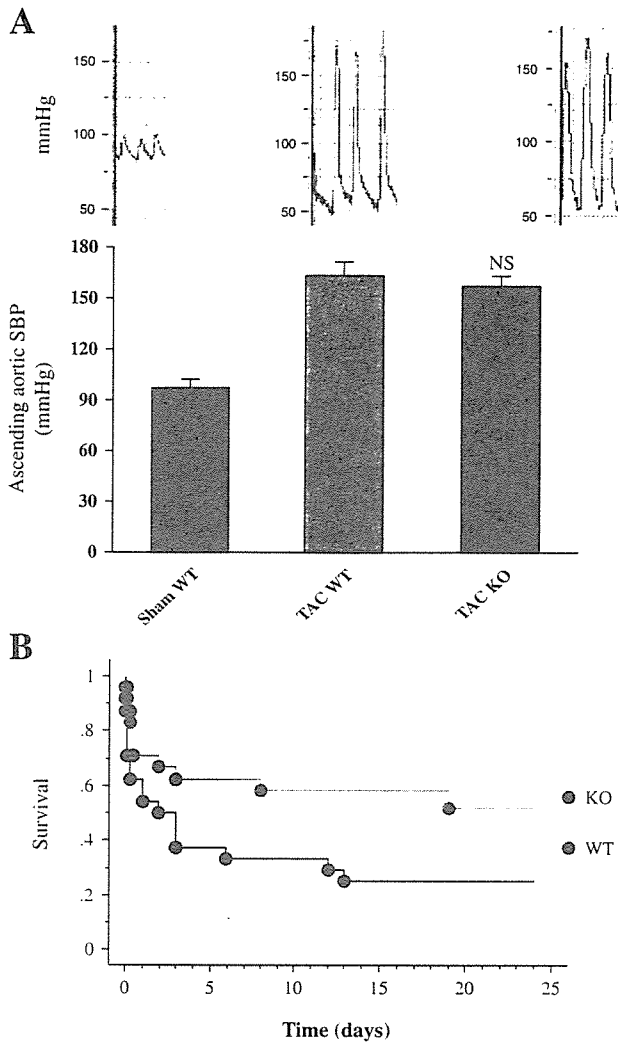 A
mmHg
150
100
50
150
100
50
150
100
50
Ascending aortic SBP
(mmHg)
180
150
120
90
60
30
0
NS
Sham WT
TAC WT
TAC KO
B
Survival
1
.8
.6
.4
.2
0
KO
WT
0
5
10
15
20
25
Time (days)